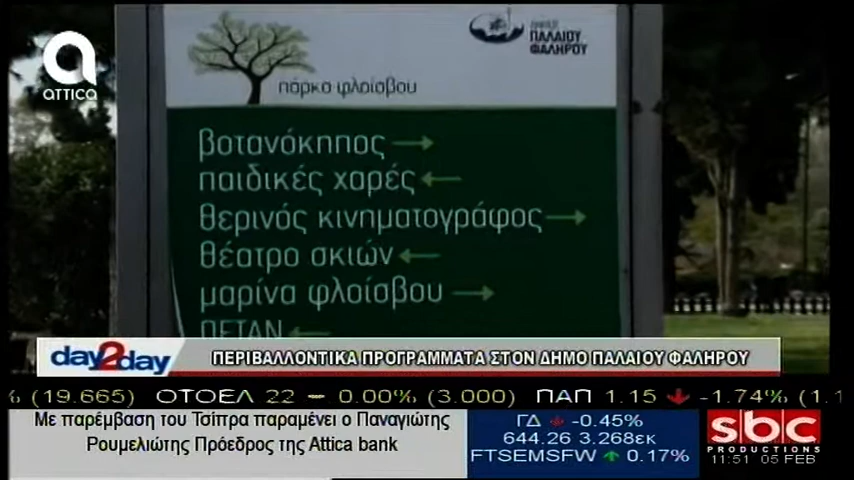 ATTICA
ΔΗΜΟΣ
ΠΑΛΑΙΟΥ
ΦΑΛΗΡΟΥ
πάρκο φλοίσβου
βοτανόκηπος →
παιδικές χαρές ←
θερινός κινηματογράφος →
θέατρο σκιών ←
μαρίνα φλοίσβου →
ΠΕΤΑΝ ←
day2day
ΠΕΡΙΒΑΛΛΟΝΤΙΚΑ ΠΡΟΓΡΑΜΜΑΤΑ ΣΤΟΝ ΔΗΜΟ ΠΑΛΑΙΟΥ ΦΑΛΗΡΟΥ
% (19.665) ΟΤΟΕΛ 22 – 0.00% (3.000) ΠΑΠ 1.15 ↓ -1.74% (1.1
Με παρέμβαση του Τσίπρα παραμένει ο Παναγιώτης
Ρουμελιώτης Πρόεδρος της Attica bank
ΓΔ ↓ -0.45%
644.26 3.268εκ
FTSEMSFW ↑ 0.17%
sbc
PRODUCTIONS
11:51 05 FEB